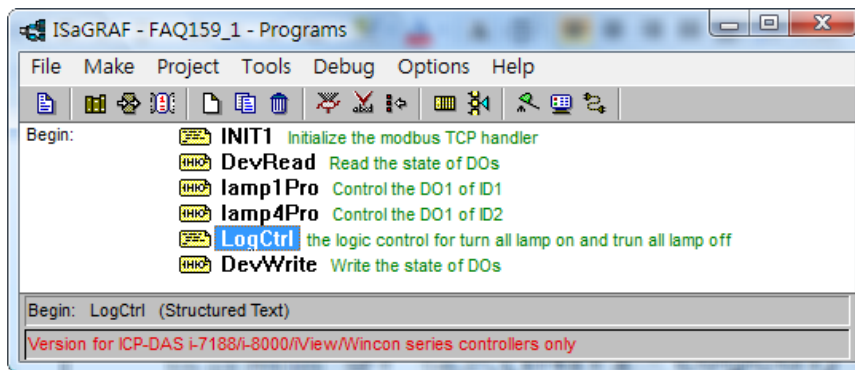 ISaGRAF - FAQ159_1 - Programs
File Make Project Tools Debug Options Help
Begin: INIT1 Initialize the modbus TCP handler
DevRead Read the state of DOs
lamp1Pro Control the DO1 of ID1
lamp4Pro Control the DO1 of ID2
LogCtrl the logic control for turn all lamp on and trun all lamp off
DevWrite Write the state of DOs
Begin: LogCtrl (Structured Text)
Version for ICP-DAS i-7188/i-8000/iView/Wincon series controllers only